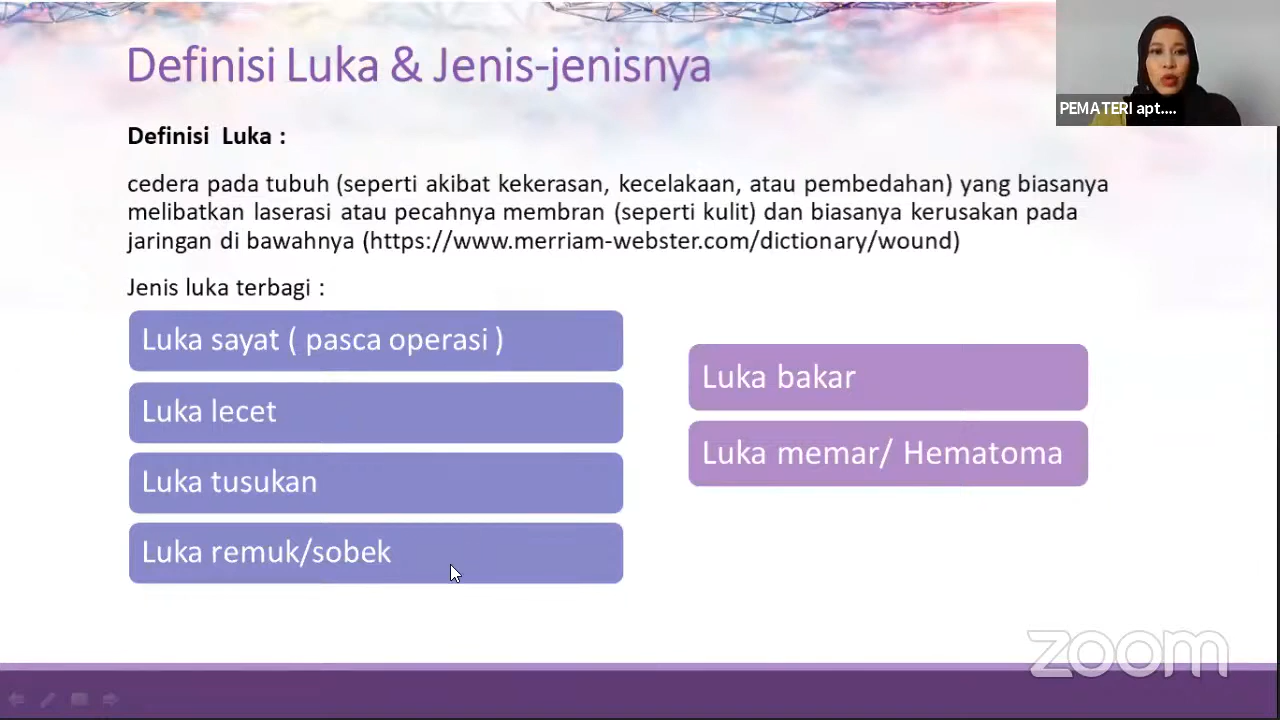 Definisi Luka & Jenis-jenisnya
PEMATERI apt....
Definisi Luka :
cedera pada tubuh (seperti akibat kekerasan, kecelakaan, atau pembedahan) yang biasanya
melibatkan laserasi atau pecahnya membran (seperti kulit) dan biasanya kerusakan pada
jaringan di bawahnya (https://www.merriam-webster.com/dictionary/wound)
Jenis luka terbagi :
Luka sayat ( pasca operasi )
Luka lecet
Luka tusukan
Luka remuk/sobek
Luka bakar
Luka memar/ Hematoma
zoom